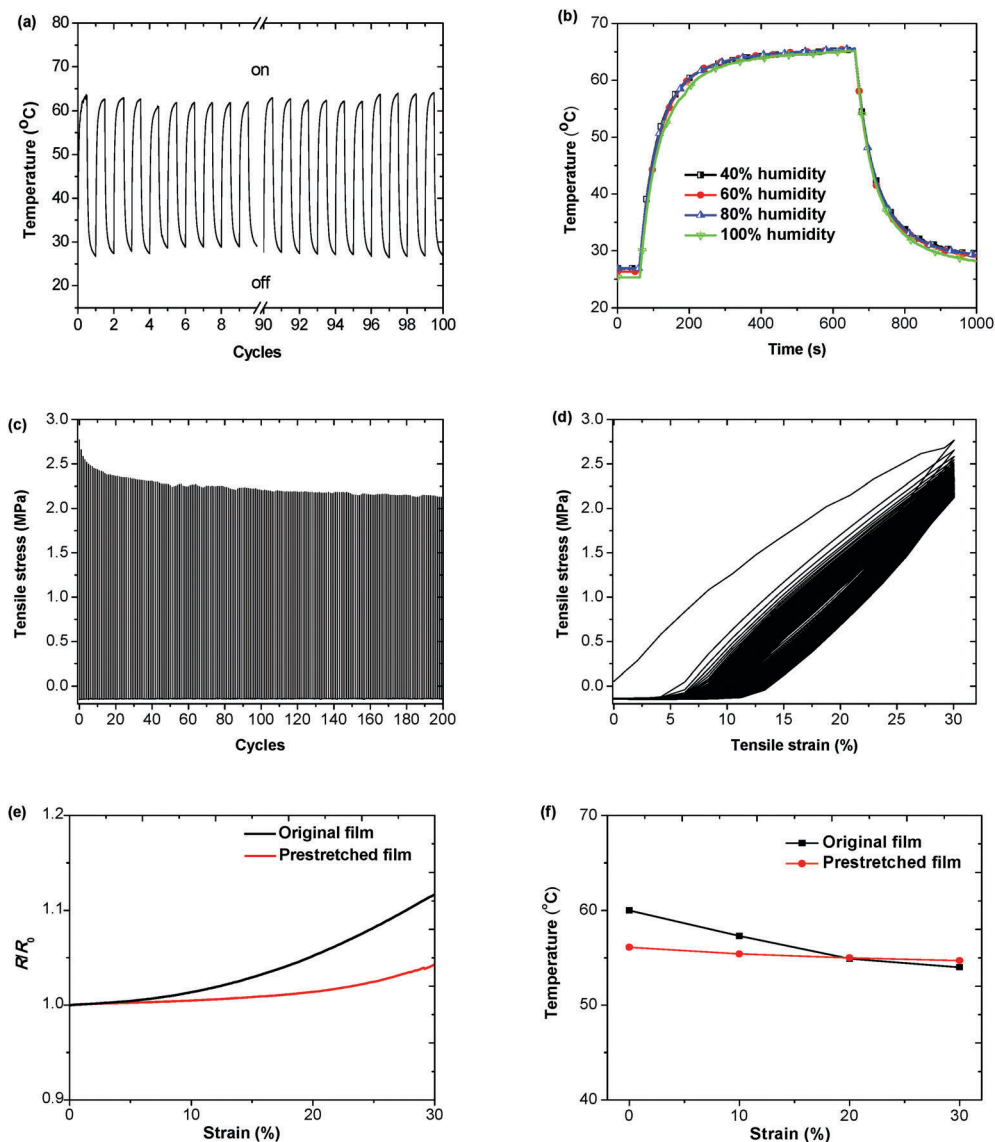 (a)
80
70
60
50
40
30
20
Temperature (°C)
on
off
0 2 4 6 8 90 92 94 96 98 100
Cycles
(b)
70
60
50
40
30
20
Temperature (°C)
40% humidity
60% humidity
80% humidity
100% humidity
0 200 400 600 800 1000
Time (s)
(c)
3.0
2.5
2.0
1.5
1.0
0.5
0.0
Tensile stress (MPa)
0 20 40 60 80 100 120 140 160 180 200
Cycles
(d)
3.0
2.5
2.0
1.5
1.0
0.5
0.0
Tensile stress (MPa)
0 5 10 15 20 25 30
Tensile strain (%)
(e)
1.2
1.1
1.0
0.9
R/R0
Original film
Prestretched film
0 10 20 30
Strain (%)
(f)
70
60
50
40
Temperature (°C)
Original film
Prestretched film
0 10 20 30
Strain (%)